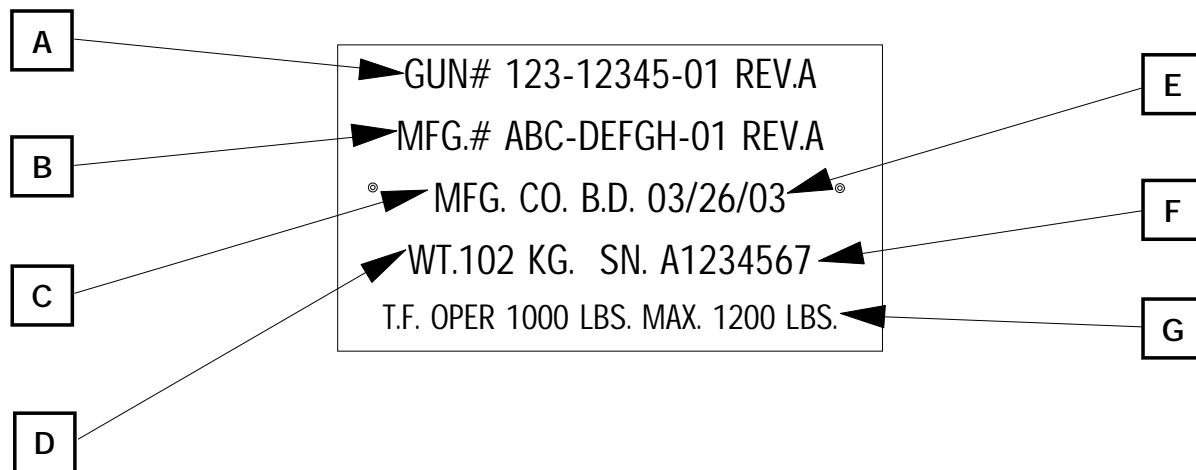 A
GUN# 123-12345-01 REV.A
E
MFG.# ABC-DEFGH-01 REV.A
B
MFG. CO. B.D. 03/26/03
F
WT.102 KG. SN. A1234567
C
T.F. OPER 1000 LBS. MAX. 1200 LBS.
G
D